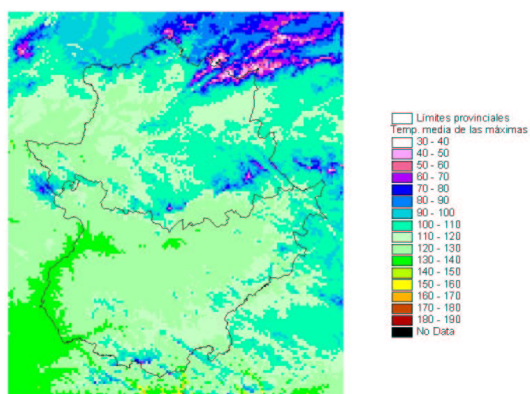 Límites provinciales
Temp. media de las máximas
30 - 40
40 - 50
50 - 60
60 - 70
70 - 80
80 - 90
90 - 100
100 - 110
110 - 120
120 - 130
130 - 140
140 - 150
150 - 160
160 - 170
170 - 180
180 - 190
No Data